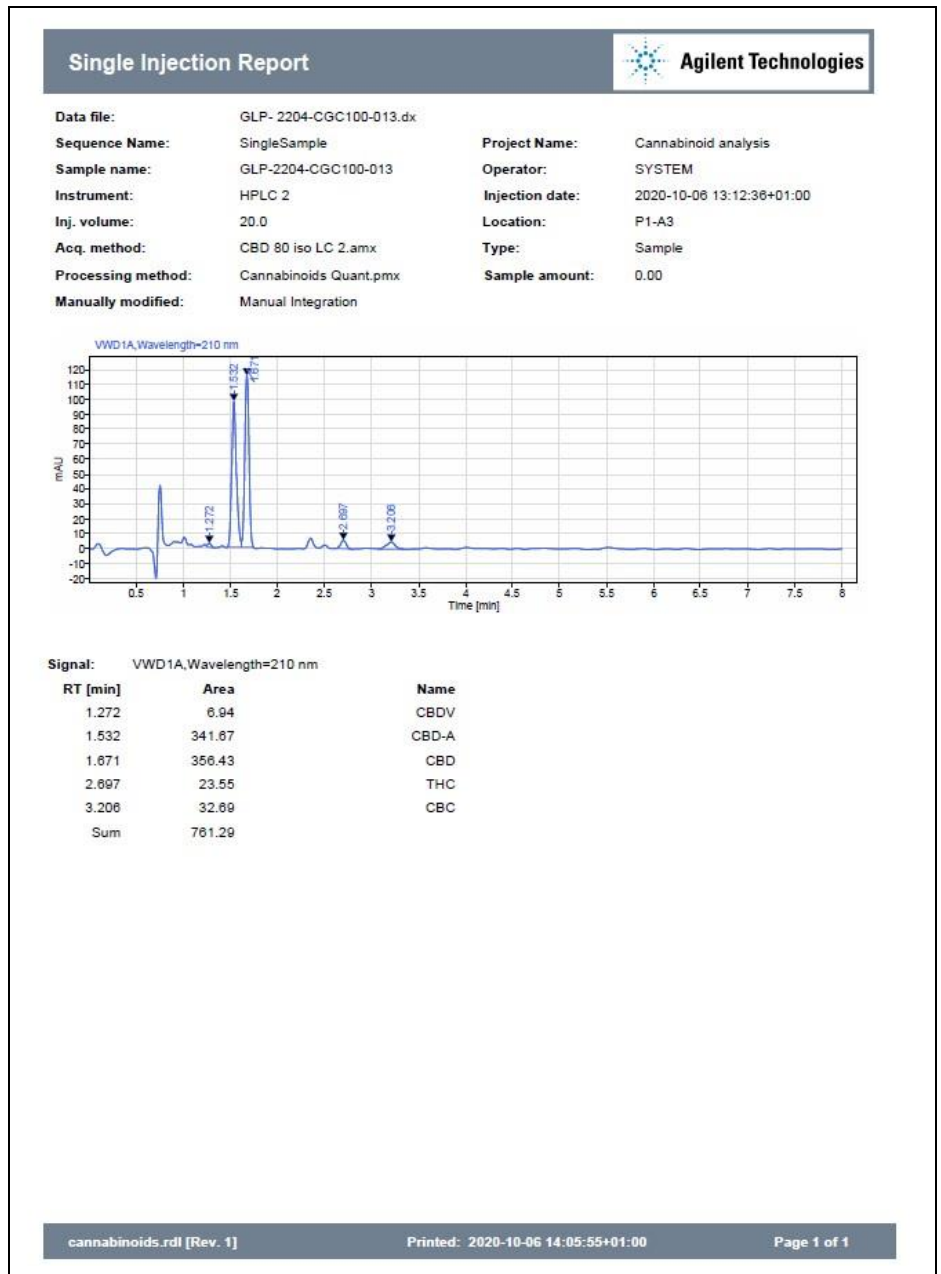 Single Injection Report
Agilent Technologies
Data file: GLP- 2204-CGC100-013.dx
Sequence Name: SingleSample Project Name: Cannabinoid analysis
Sample name: GLP-2204-CGC100-013 Operator: SYSTEM
Instrument: HPLC 2 Injection date: 2020-10-06 13:12:36+01:00
Inj. volume: 20.0 Location: P1-A3
Acq. method: CBD 80 iso LC 2.amx Type: Sample
Processing method: Cannabinoids Quant.pmx Sample amount: 0.00
Manually modified: Manual Integration
VWD1A,Wavelength=210 nm
120
100
90
80
70
60
50
40
30
20
10
0
-10
-20
mAU
1.272
1.532
1.671
2.697
3.206
0.5 1 1.5 2 2.5 3 3.5 4 4.5 5 5.5 6 6.5 7 7.5 8
Time [min]
Signal: VWD1A,Wavelength=210 nm
RT [min] Area Name
1.272 6.94 CBDV
1.532 341.67 CBD-A
1.671 356.43 CBD
2.697 23.55 THC
3.206 32.69 CBC
Sum 761.29
cannabinoids.rdl [Rev. 1] Printed: 2020-10-06 14:05:55+01:00 Page 1 of 1